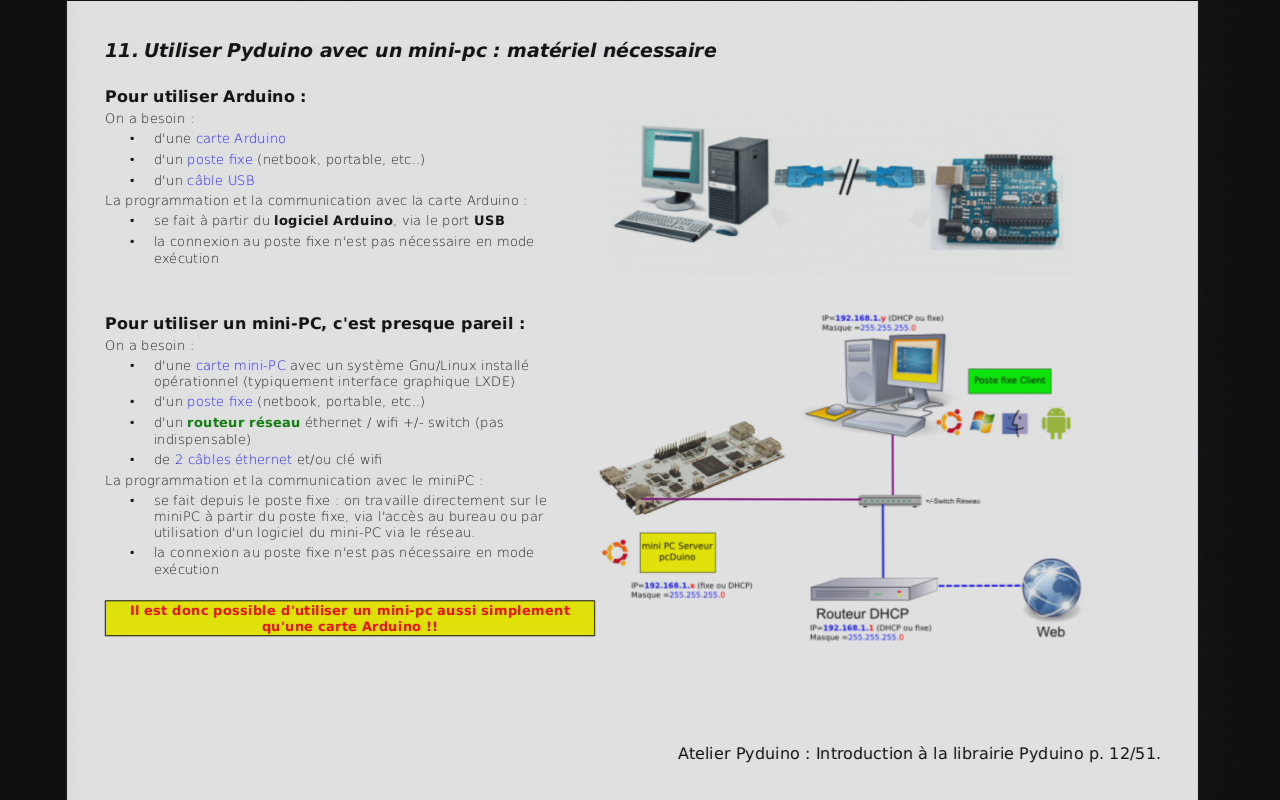 11. Utiliser Pyduino avec un mini-pc : matériel nécessaire
Pour utiliser Arduino :
On a besoin :
• d'une carte Arduino
• d'un poste fixe (netbook, portable, etc..)
• d'un câble USB
La programmation et la communication avec la carte Arduino :
• se fait à partir du logiciel Arduino, via le port USB
• la connexion au poste fixe n'est pas nécessaire en mode
exécution
Arduino
Duemilanove
Pour utiliser un mini-PC, c'est presque pareil :
On a besoin :
• d'une carte mini-PC avec un système Gnu/Linux installé
opérationnel (typiquement interface graphique LXDE)
• d'un poste fixe (netbook, portable, etc..)
• d'un routeur réseau éthernet / wifi +/- switch (pas
indispensable)
• de 2 câbles éthernet et/ou clé wifi
La programmation et la communication avec le miniPC :
• se fait depuis le poste fixe : on travaille directement sur le
miniPC à partir du poste fixe, via l'accès au bureau ou par
utilisation d'un logiciel du mini-PC via le réseau.
• la connexion au poste fixe n'est pas nécessaire en mode
exécution
Il est donc possible d'utiliser un mini-pc aussi simplement
qu'une carte Arduino !!
IP=192.168.1.y (DHCP ou fixe)
Masque =255.255.255.0
Poste fixe Client
+/-Switch Réseau
mini PC Serveur
pcDuino
IP=192.168.1.x (fixe ou DHCP)
Masque =255.255.255.0
Routeur DHCP
IP=192.168.1.1 (DHCP ou fixe)
Masque =255.255.255.0
Web
Atelier Pyduino : Introduction à la librairie Pyduino p. 12/51.